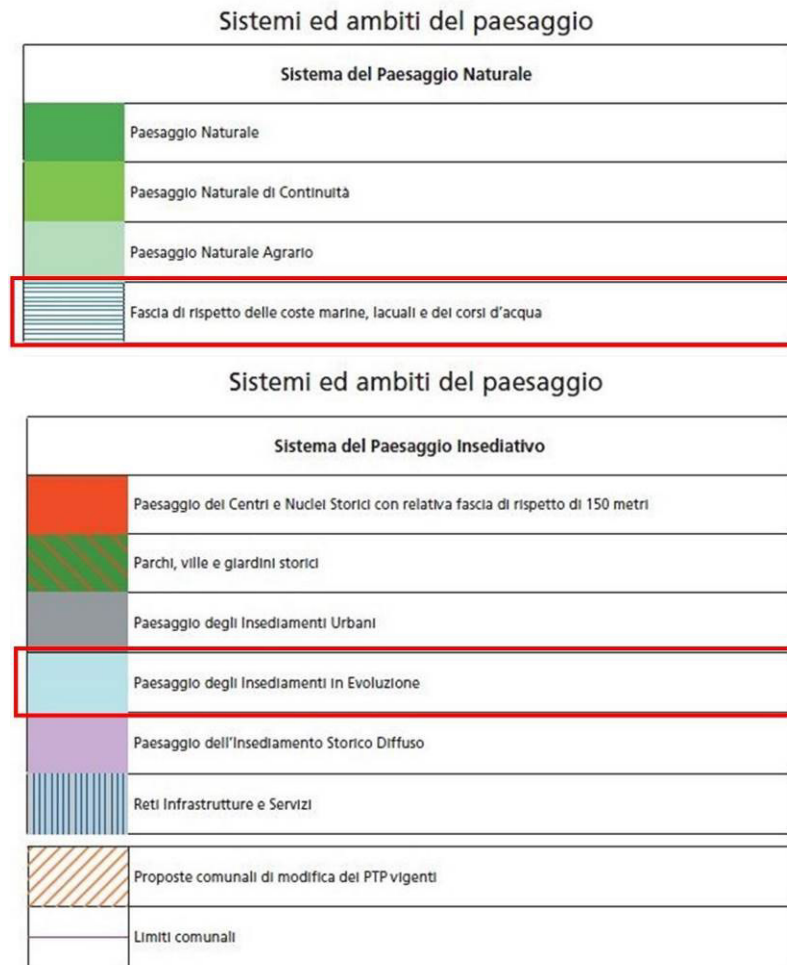 Sistemi ed ambiti del paesaggio
Sistema del Paesaggio Naturale
Paesaggio Naturale
Paesaggio Naturale di Continuità
Paesaggio Naturale Agrario
Fascia di rispetto delle coste marine, lacuali e dei corsi d'acqua
Sistemi ed ambiti del paesaggio
Sistema del Paesaggio Insediativo
Paesaggio dei Centri e Nuclei Storici con relativa fascia di rispetto di 150 metri
Parchi, ville e giardini storici
Paesaggio degli Insediamenti Urbani
Paesaggio degli Insediamenti in Evoluzione
Paesaggio dell'Insediamento Storico Diffuso
Reti Infrastrutture e Servizi
Proposte comunali di modifica dei PTP vigenti
Limiti comunali